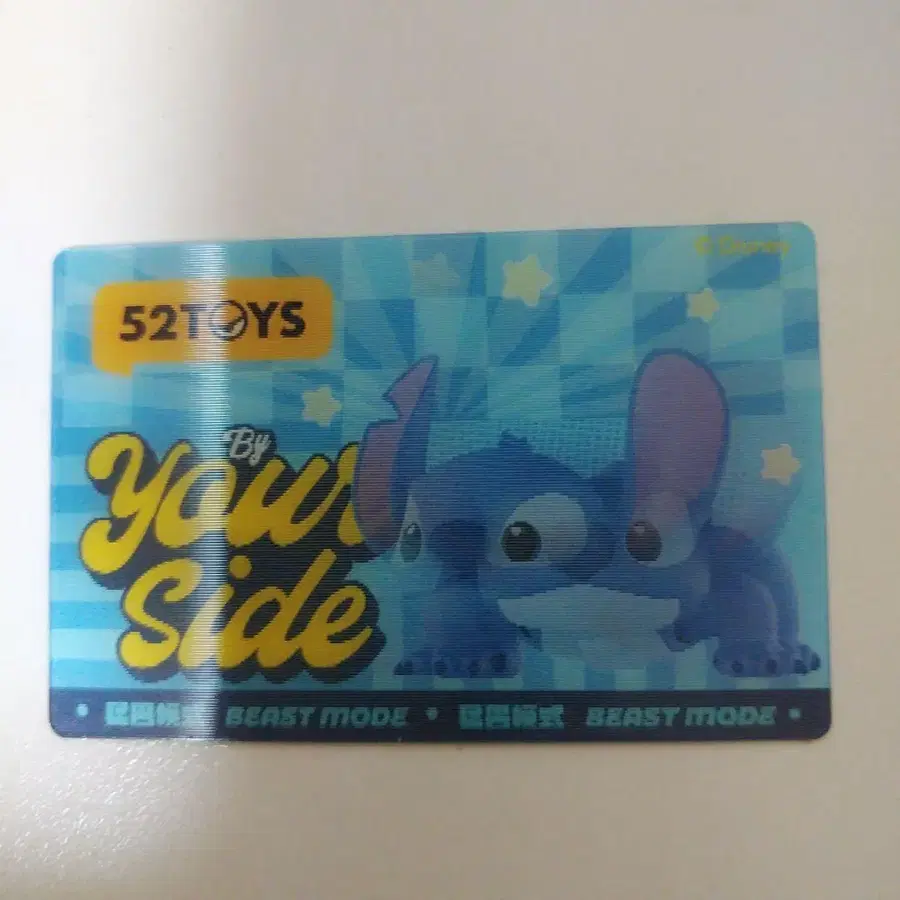 © Disney
52TOYS
By
Your
Side
BEAST MODE · BEAST MODE